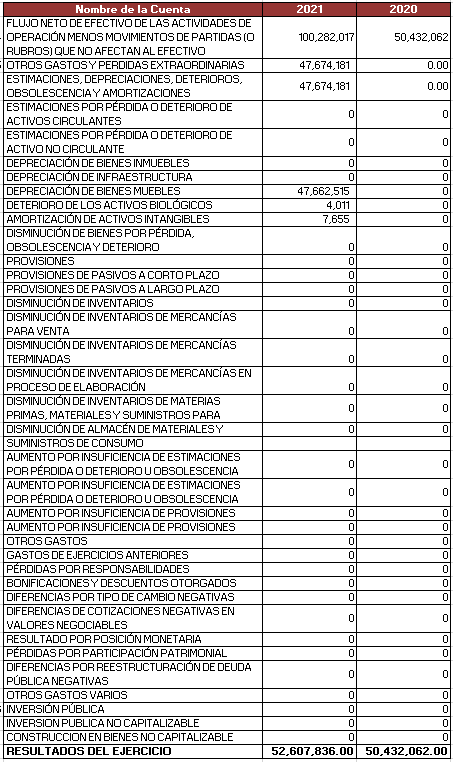 Nombre de la Cuenta 2021 2020
FLUJO NETO DE EFECTIVO DE LAS ACTIVIDADES DE
OPERACIÓN MENOS MOVIMIENTOS DE PARTIDAS (O 100,282,017 50,432,062
RUBROS) QUE NO AFECTAN AL EFECTIVO
OTROS GASTOS Y PERDIDAS EXTRAORDINARIAS 47,674,181 0.00
ESTIMACIONES, DEPRECIACIONES, DETERIOROS, 47,674,181 0.00
OBSOLESCENCIA Y AMORTIZACIONES
ESTIMACIONES POR PÉRDIDA O DETERIORO DE 0 0
ACTIVOS CIRCULANTES
ESTIMACIONES POR PÉRDIDA O DETERIORO DE 0 0
ACTIVO NO CIRCULANTE
DEPRECIACIÓN DE BIENES INMUEBLES 0 0
DEPRECIACIÓN DE INFRAESTRUCTURA 0 0
DEPRECIACIÓN DE BIENES MUEBLES 47,662,515 0
DETERIORO DE LOS ACTIVOS BIOLÓGICOS 4,011 0
AMORTIZACIÓN DE ACTIVOS INTANGIBLES 7,655 0
DISMINUCIÓN DE BIENES POR PÉRDIDA,
OBSOLESCENCIA Y DETERIORO 0 0
PROVISIONES 0 0
PROVISIONES DE PASIVOS A CORTO PLAZO 0 0
PROVISIONES DE PASIVOS A LARGO PLAZO 0 0
DISMINUCIÓN DE INVENTARIOS 0 0
DISMINUCIÓN DE INVENTARIOS DE MERCANCÍAS 0 0
PARA VENTA
DISMINUCIÓN DE INVENTARIOS DE MERCANCÍAS
TERMINADAS 0 0
DISMINUCIÓN DE INVENTARIOS DE MERCANCÍAS EN
PROCESO DE ELABORACIÓN 0 0
DISMINUCIÓN DE INVENTARIOS DE MATERIAS 0 0
PRIMAS, MATERIALES Y SUMINISTROS PARA
DISMINUCIÓN DE ALMACÉN DE MATERIALES Y 0 0
SUMINISTROS DE CONSUMO
AUMENTO POR INSUFICIENCIA DE ESTIMACIONES 0 0
POR PÉRDIDA O DETERIORO U OBSOLESCENCIA
AUMENTO POR INSUFICIENCIA DE ESTIMACIONES 0 0
POR PÉRDIDA O DETERIORO U OBSOLESCENCIA
AUMENTO POR INSUFICIENCIA DE PROVISIONES 0 0
AUMENTO POR INSUFICIENCIA DE PROVISIONES 0 0
OTROS GASTOS 0 0
GASTOS DE EJERCICIOS ANTERIORES 0 0
PÉRDIDAS POR RESPONSABILIDADES 0 0
BONIFICACIONES Y DESCUENTOS OTORGADOS 0 0
DIFERENCIAS POR TIPO DE CAMBIO NEGATIVAS 0 0
DIFERENCIAS DE COTIZACIONES NEGATIVAS EN 0 0
VALORES NEGOCIABLES
RESULTADO POR POSICIÓN MONETARIA 0 0
PÉRDIDAS POR PARTICIPACIÓN PATRIMONIAL 0 0
DIFERENCIAS POR REESTRUCTURACIÓN DE DEUDA 0 0
PÚBLICA NEGATIVAS
OTROS GASTOS VARIOS 0 0
INVERSIÓN PÚBLICA 0 0
INVERSION PUBLICA NO CAPITALIZABLE 0 0
CONSTRUCCION EN BIENES NO CAPITALIZABLE 0 0
RESULTADOS DEL EJERCICIO 52,607,836.00 50,432,062.00